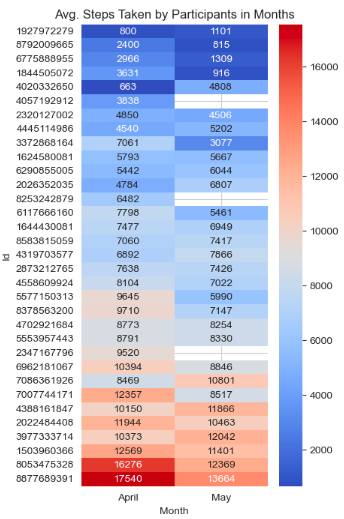 Avg. Steps Taken by Participants in Months
1927972279 800 1101
8792009665 2400 815
6775888955 2966 1309
1844505072 3631 916
4020332650 663 4808
4057192912 3838
2320127002 4850 4506
4445114986 4540 5202
3372868164 7061 3077
1624580081 5793 5667
6290855005 5442 6044
2026352035 4784 6807
8253242879 6482
6117666160 7798 5461
1644430081 7477 6949
8583815059 7060 7417
4319703577 6892 7866
2873212765 7638 7426
4558609924 8104 7022
5577150313 9645 5990
8378563200 9710 7147
4702921684 8773 8254
5553957443 8791 8330
2347167796 9520
6962181067 10394 8846
7086361926 8469 10801
7007744171 12357 8517
4388161847 10150 11866
2022484408 11944 10463
3977333714 10373 12042
1503960366 12569 11401
8053475328 16276 12369
8877689391 17540 13664
April May
Month
Id
16000
14000
12000
10000
8000
6000
4000
2000